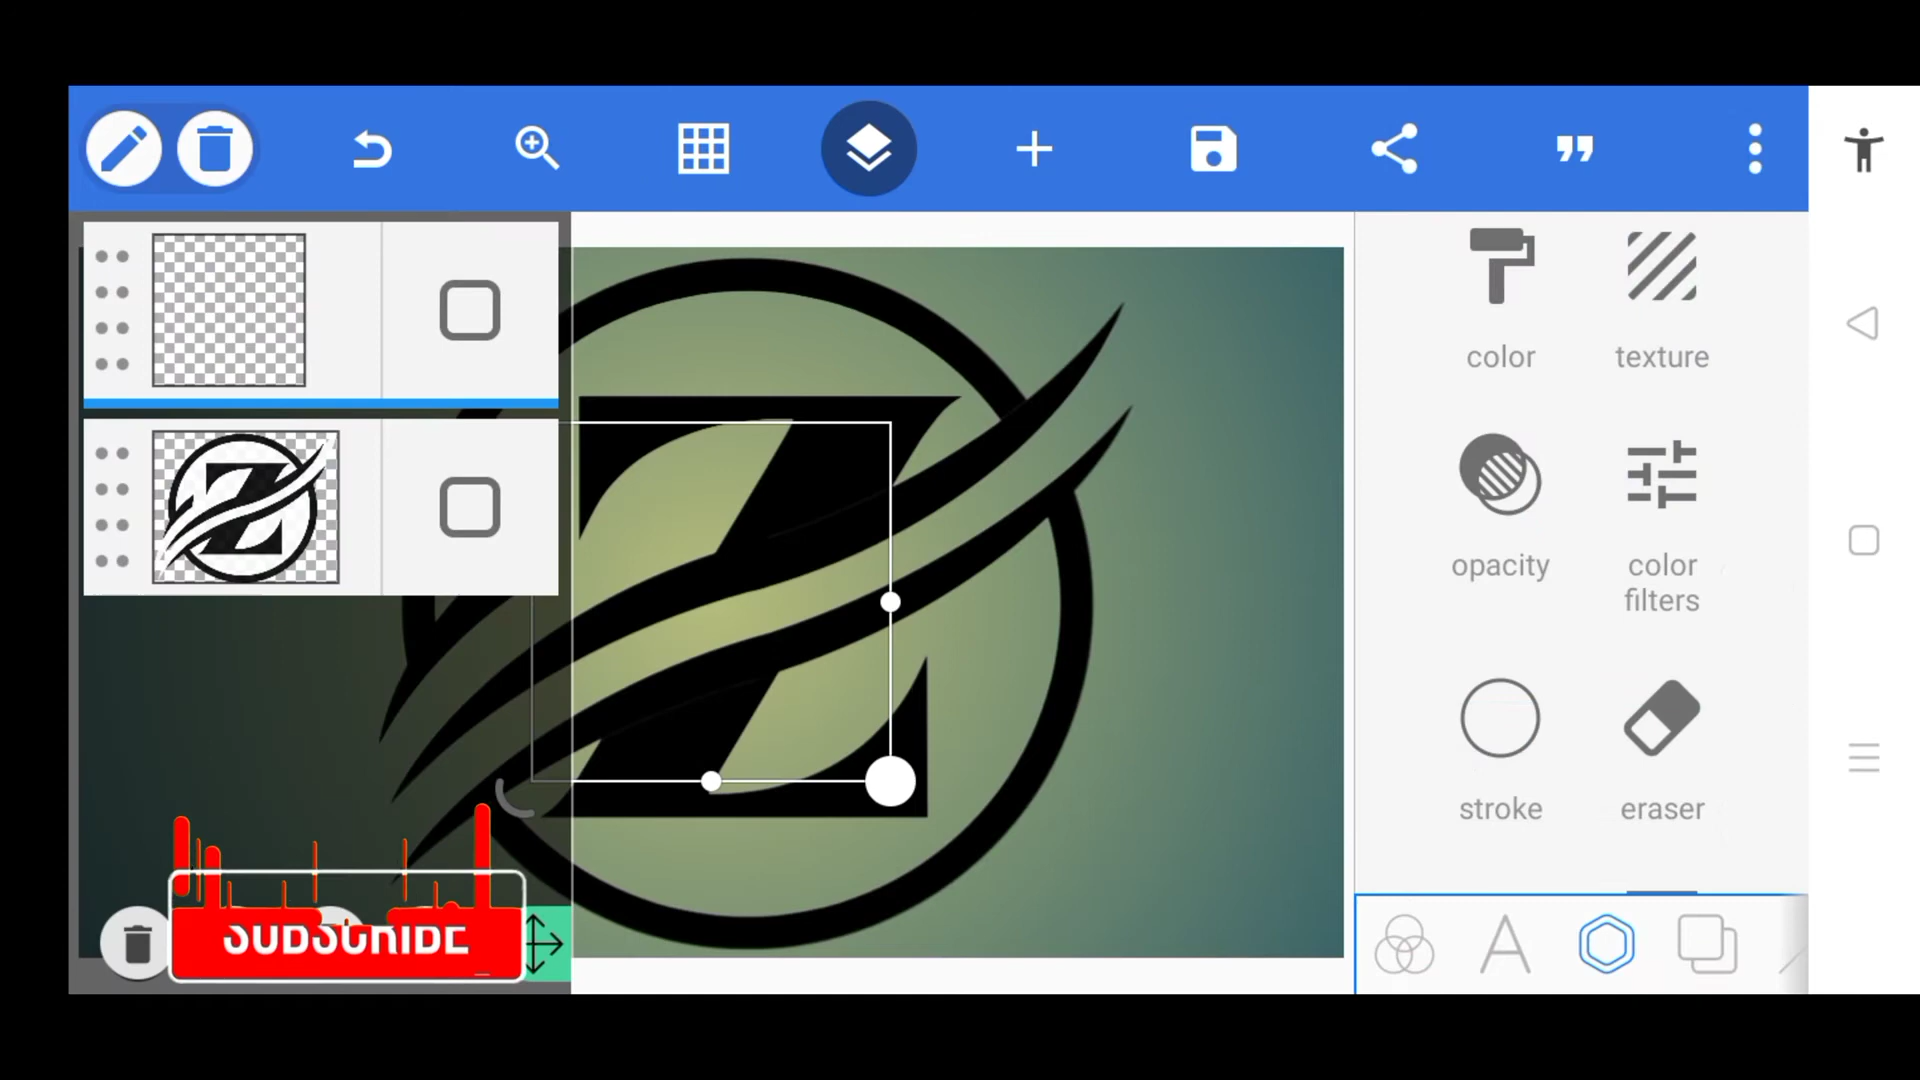 color
texture
opacity
color
filters
stroke
eraser
SUBSCRIBE
Z
A